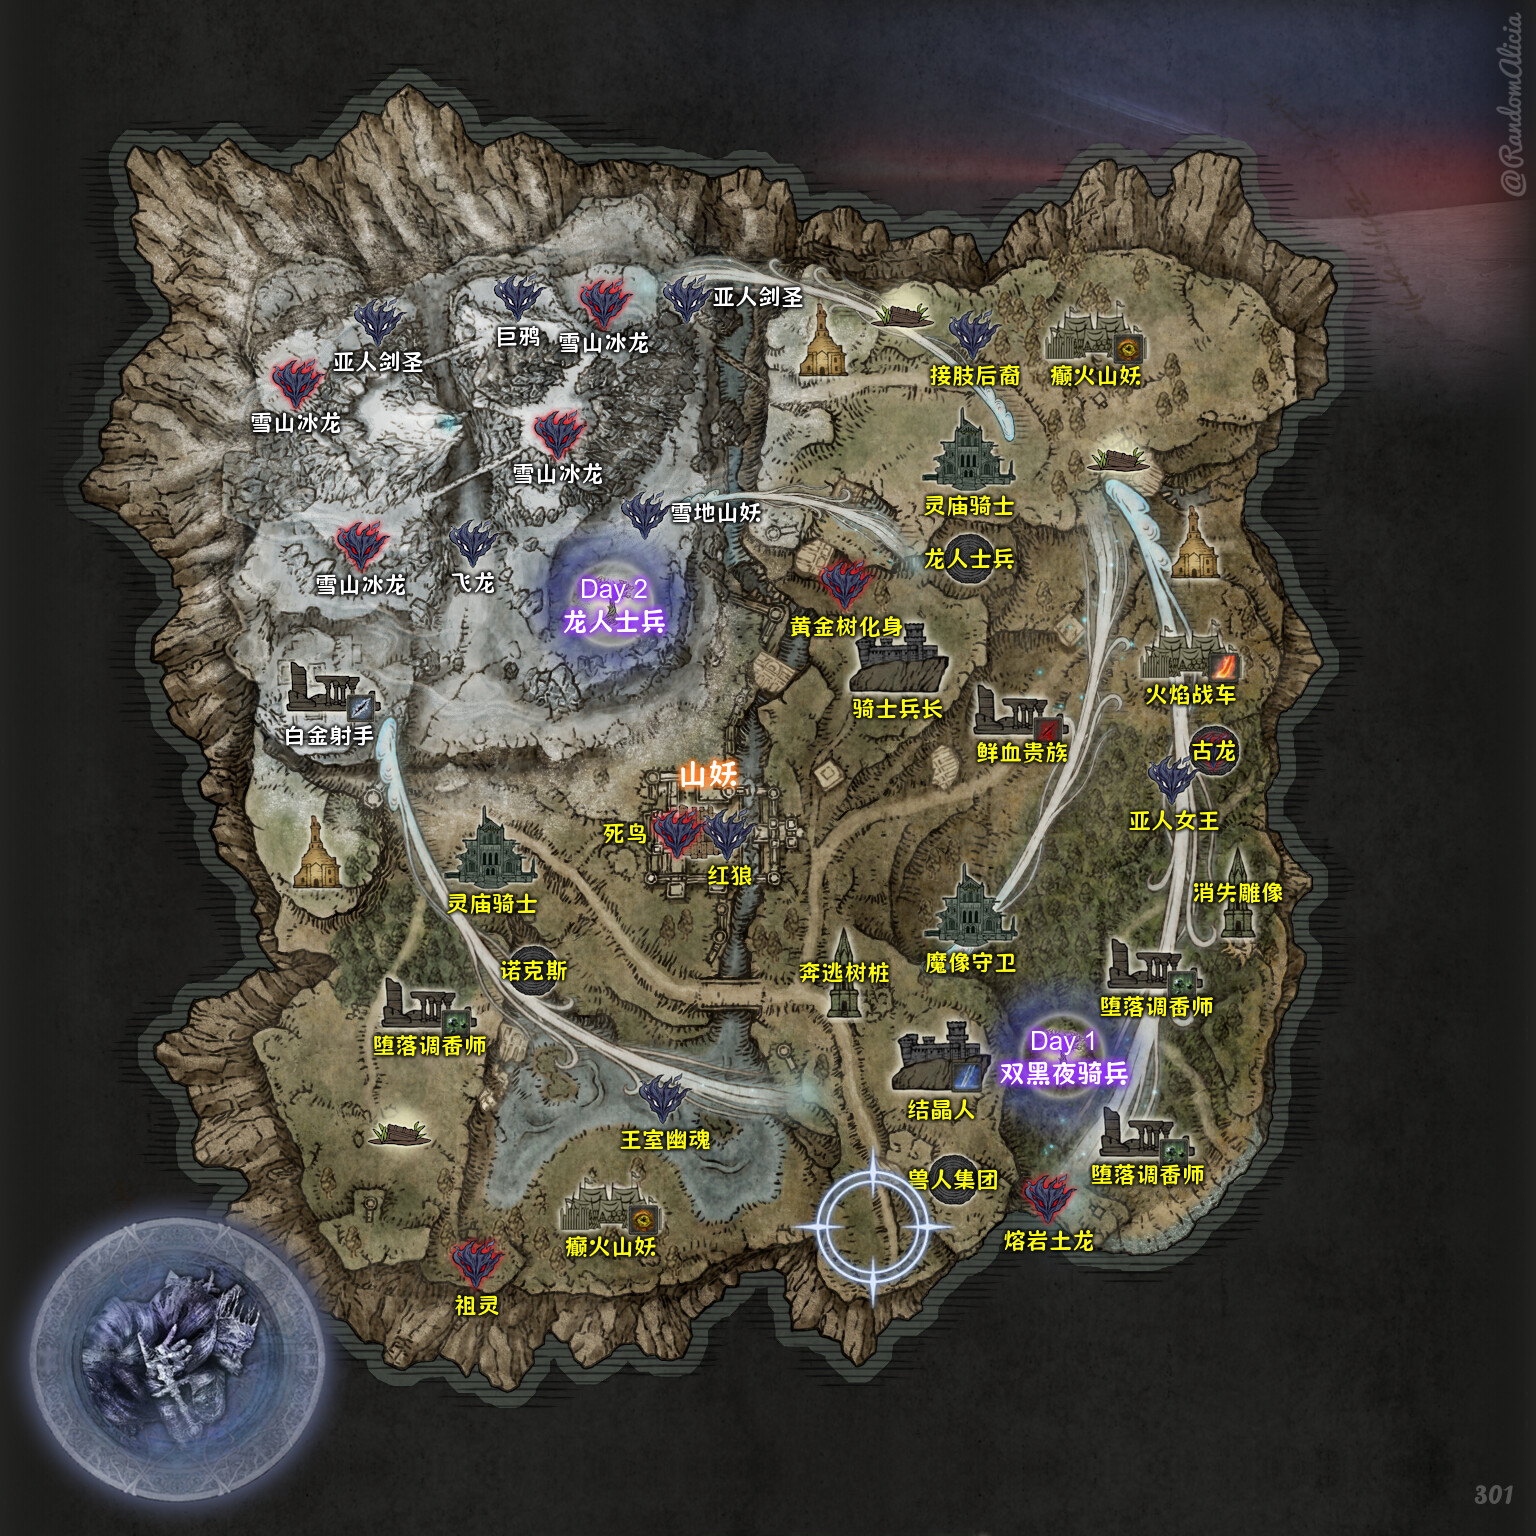 @RandomAlicia
亚人剑圣
巨鸦
雪山冰龙
亚人剑圣
雪山冰龙
接肢后裔
癫火山妖
雪山冰龙
灵庙骑士
雪地山妖
龙人士兵
雪山冰龙
飞龙
Day 2
龙人士兵
黄金树化身
骑士兵长
火焰战车
白金射手
鲜血贵族
古龙
山妖
亚人女王
死鸟
红狼
消失雕像
灵庙骑士
诺克斯
奔逃树桩
魔像守卫
堕落调香师
堕落调香师
Day 1
双黑夜骑兵
结晶人
王室幽魂
兽人集团
堕落调香师
癫火山妖
熔岩土龙
祖灵
301